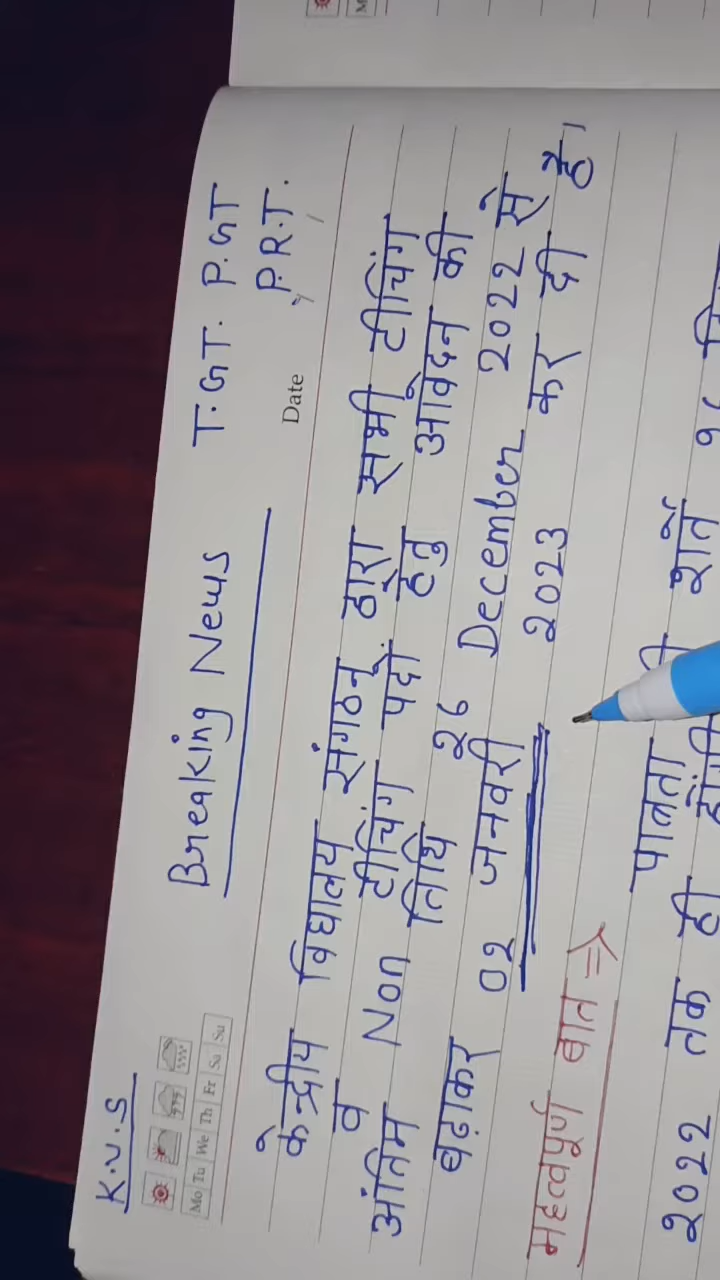 K.V.S
Breaking News
T.GT. P.GT
P.R.T.
Mo Tu We Th Fr Sa Su
Date
केन्द्रीय विद्यालय संगठन द्वारा सभी टीचिंग
व Non टीचिंग पदों हेतु आवेदन की
अंतिम तिथि 26 December 2022 से
बढ़ाकर 02 जनवरी 2023 कर दी है।
महत्वपूर्ण बात ⇒
पात्रता की शर्ते
2022 तक ही